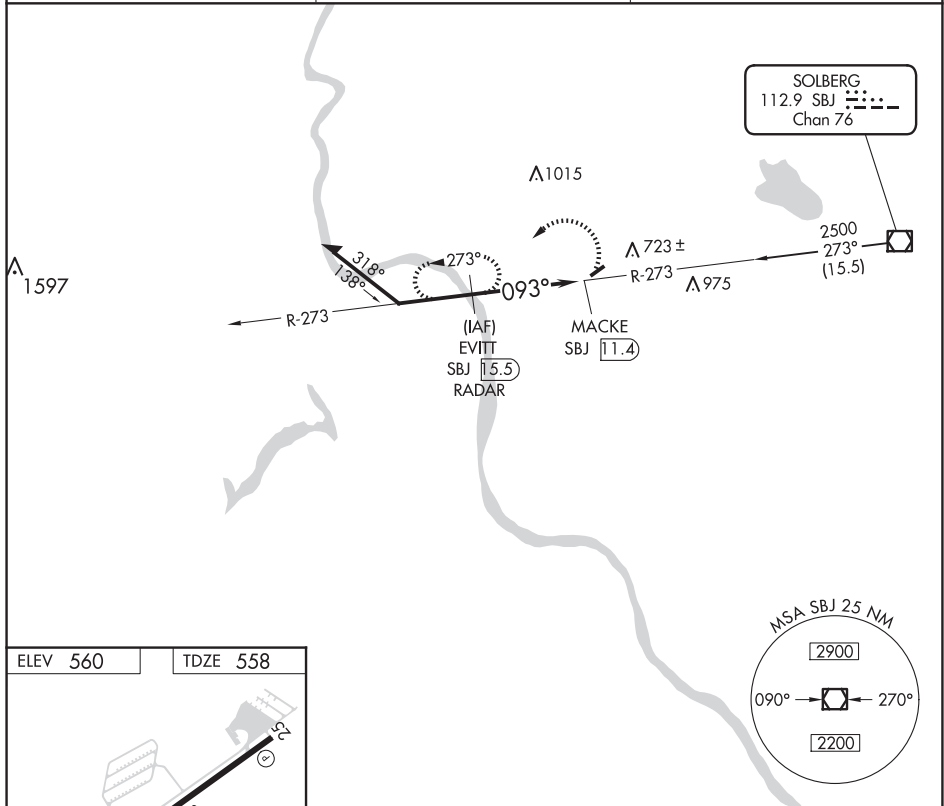 SOLBERG
112.9 SBJ
Chan 76
1015
2500
273°
(15.5)
723 ±
R-273
975
1597
318°
138°
273°
093°
R-273
(IAF)
EVITT
SBJ 15.5
RADAR
MACKE
SBJ 11.4
MSA SBJ 25 NM
2900
090° 270°
2200
ELEV 560 TDZE 558
25
P